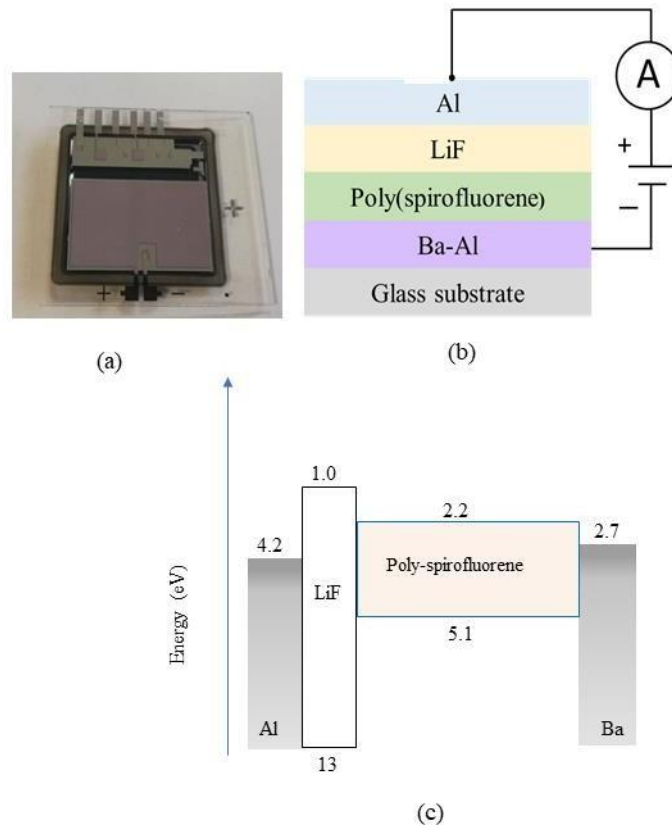 A
Al
+
LiF
Poly(spirofluorene)
−
Ba-Al
Glass substrate
+ −
(a)
(b)
1.0
2.2
4.2
2.7
Energy (eV)
LiF
Poly-spirofluorene
5.1
Al
Ba
13
(c)